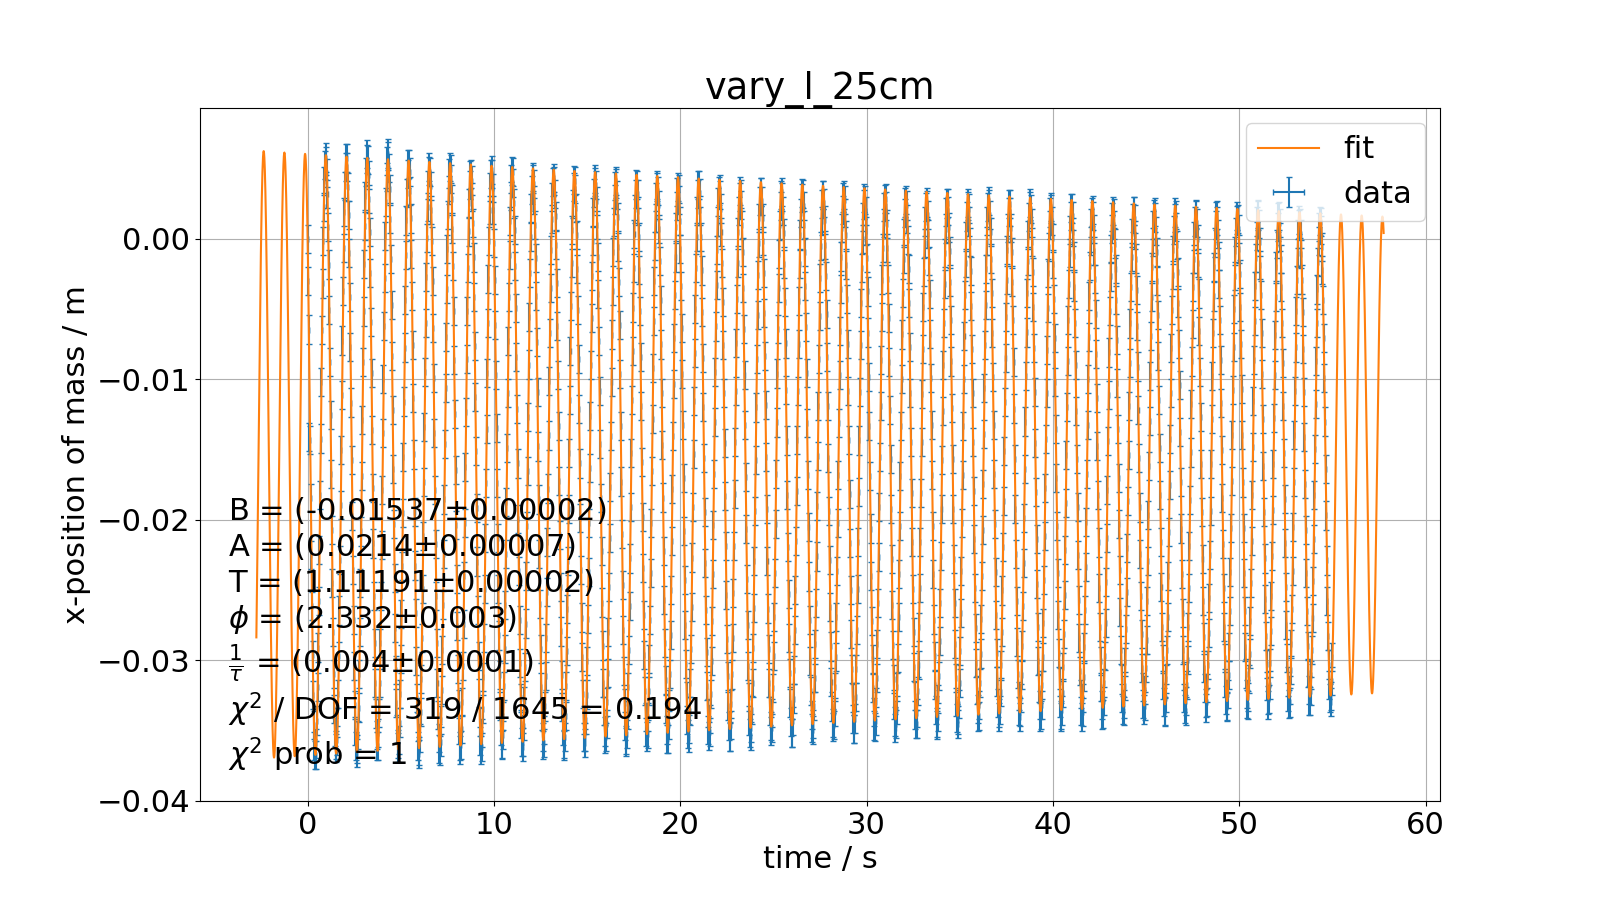 vary_l_25cm
fit
data
0.00
−0.01
−0.02
−0.03
−0.04
x-position of mass / m
B = (-0.01537±0.00002)
A = (0.0214±0.00007)
T = (1.11191±0.00002)
ϕ = (2.332±0.003)
1/τ = (0.004±0.0001)
χ² / DOF = 319 / 1645 = 0.194
χ² prob = 1
0 10 20 30 40 50 60
time / s